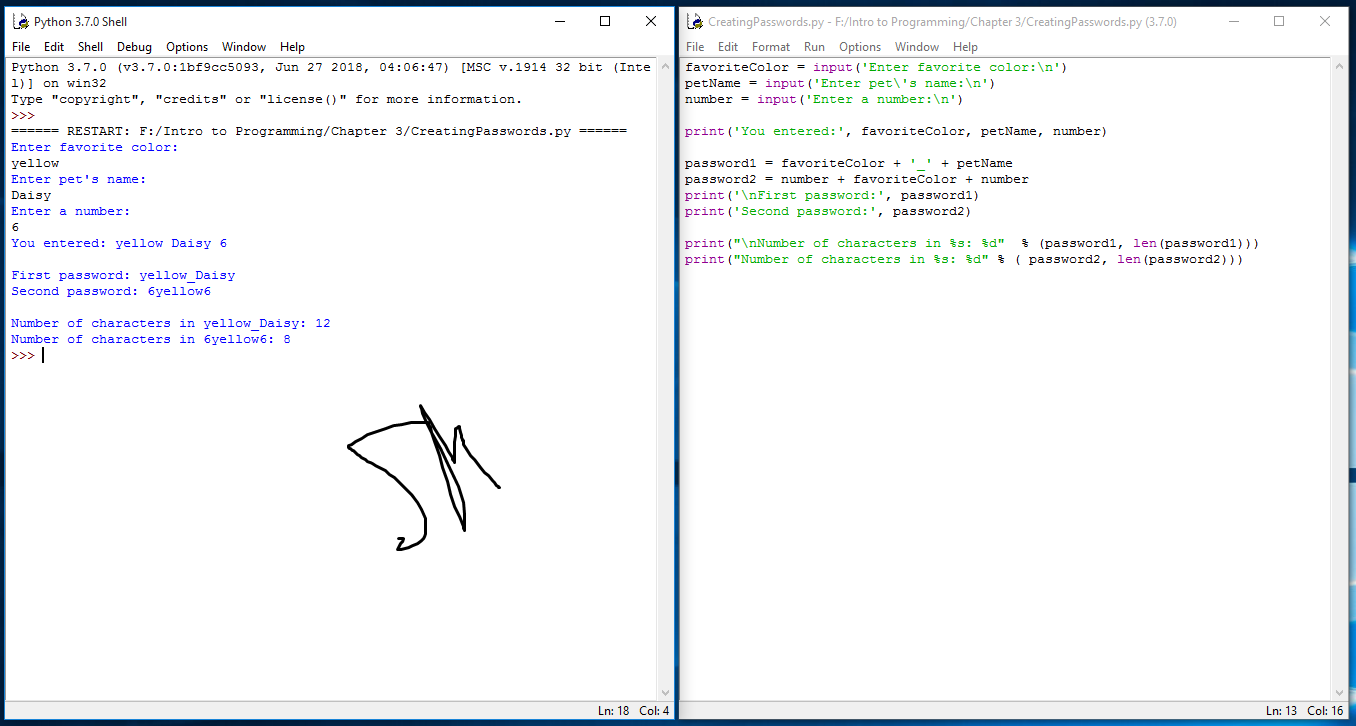 Python 3.7.0 Shell
File Edit Shell Debug Options Window Help
Python 3.7.0 (v3.7.0:1bf9cc5093, Jun 27 2018, 04:06:47) [MSC v.1914 32 bit (Inte
l)] on win32
Type "copyright", "credits" or "license()" for more information.
>>>
====== RESTART: F:/Intro to Programming/Chapter 3/CreatingPasswords.py ======
Enter favorite color:
yellow
Enter pet's name:
Daisy
Enter a number:
6
You entered: yellow Daisy 6
First password: yellow_Daisy
Second password: 6yellow6
Number of characters in yellow_Daisy: 12
Number of characters in 6yellow6: 8
>>>
SM
Ln: 18 Col: 4
CreatingPasswords.py - F:/Intro to Programming/Chapter 3/CreatingPasswords.py (3.7.0)
File Edit Format Run Options Window Help
favoriteColor = input('Enter favorite color:\n')
petName = input('Enter pet\'s name:\n')
number = input('Enter a number:\n')
print('You entered:', favoriteColor, petName, number)
password1 = favoriteColor + '_' + petName
password2 = number + favoriteColor + number
print('\nFirst password:', password1)
print('Second password:', password2)
print("\nNumber of characters in %s: %d"  % (password1, len(password1)))
print("Number of characters in %s: %d" % ( password2, len(password2)))
Ln: 13 Col: 16